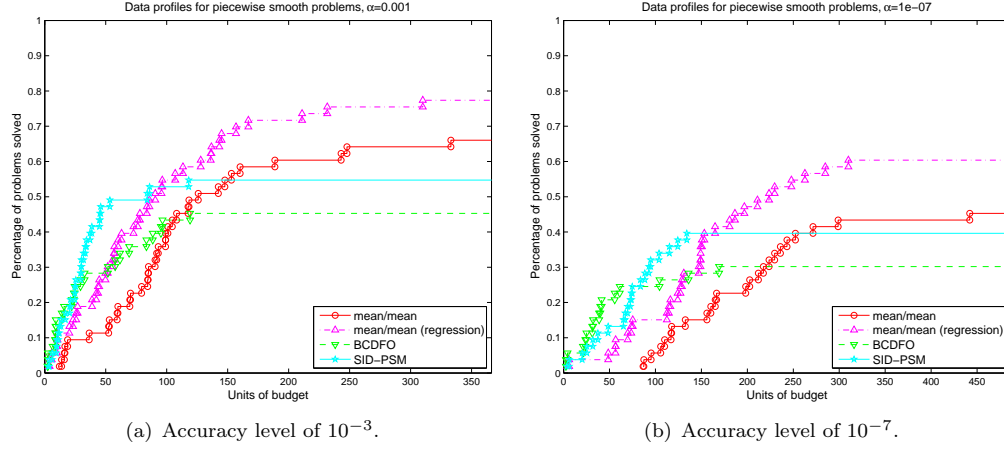 Data profiles for piecewise smooth problems, α=0.001
Percentage of problems solved
1
0.9
0.8
0.7
0.6
0.5
0.4
0.3
0.2
0.1
0
0 50 100 150 200 250 300 350
Units of budget
mean/mean
mean/mean (regression)
BCDFO
SID−PSM
(a) Accuracy level of 10−3.
Data profiles for piecewise smooth problems, α=1e−07
Percentage of problems solved
1
0.9
0.8
0.7
0.6
0.5
0.4
0.3
0.2
0.1
0
0 50 100 150 200 250 300 350 400 450
Units of budget
mean/mean
mean/mean (regression)
BCDFO
SID−PSM
(b) Accuracy level of 10−7.